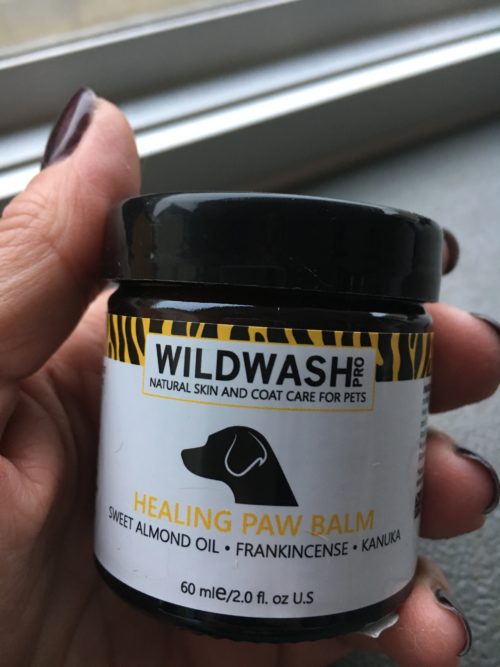 WILDWASH PRO
NATURAL SKIN AND COAT CARE FOR PETS
HEALING PAW BALM
SWEET ALMOND OIL • FRANKINCENSE • KANUKA
60 mle/2.0 fl. oz U.S